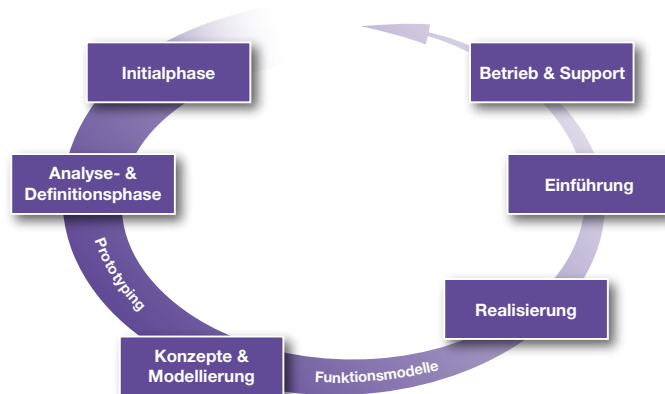 Initialphase
Analyse- &
Definitionsphase
Prototyping
Konzepte &
Modellierung
Funktionsmodelle
Realisierung
Einführung
Betrieb & Support